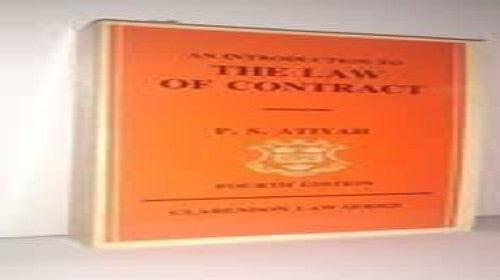 AN INTRODUCTION TO
THE LAW
OF CONTRACT
P. S. ATIYAH
FOURTH EDITION
CLARENDON LAW SERIES